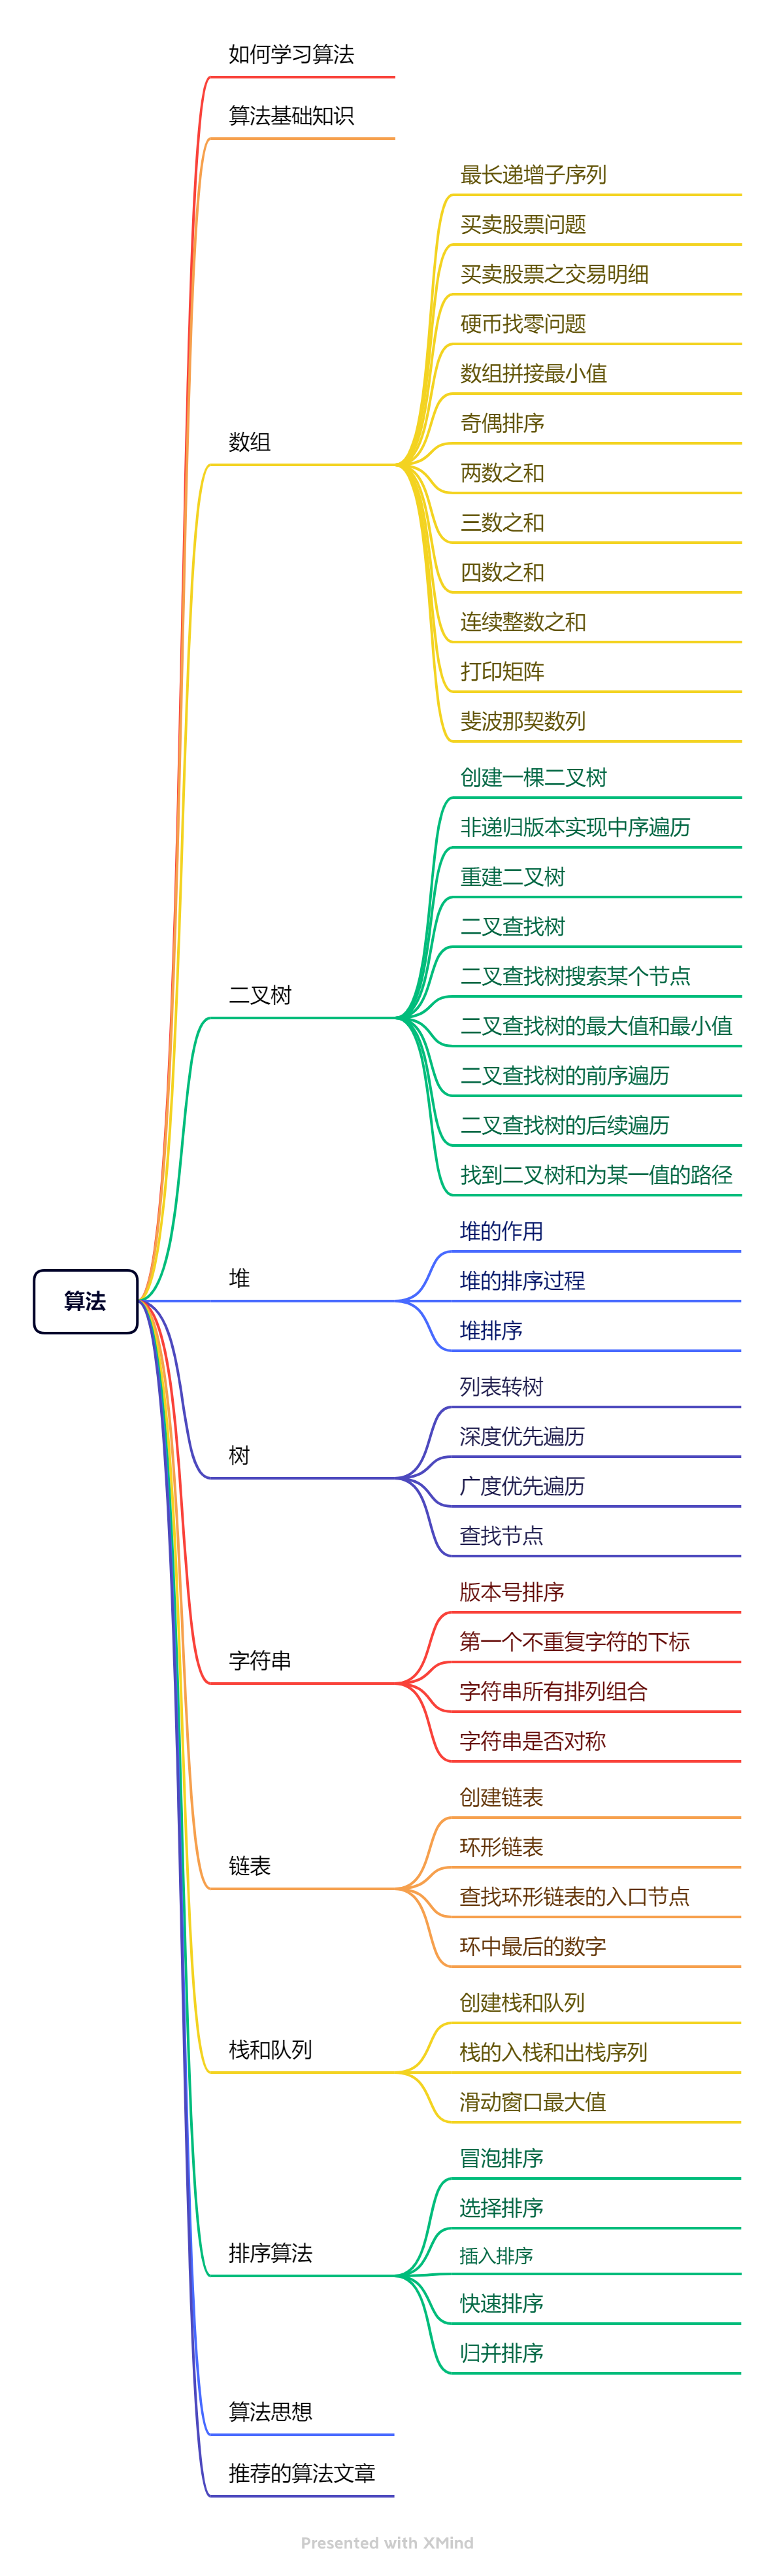 算法
如何学习算法
算法基础知识
数组
最长递增子序列
买卖股票问题
买卖股票之交易明细
硬币找零问题
数组拼接最小值
奇偶排序
两数之和
三数之和
四数之和
连续整数之和
打印矩阵
斐波那契数列
二叉树
创建一棵二叉树
非递归版本实现中序遍历
重建二叉树
二叉查找树
二叉查找树搜索某个节点
二叉查找树的最大值和最小值
二叉查找树的前序遍历
二叉查找树的后续遍历
找到二叉树和为某一值的路径
堆
堆的作用
堆的排序过程
堆排序
树
列表转树
深度优先遍历
广度优先遍历
查找节点
字符串
版本号排序
第一个不重复字符的下标
字符串所有排列组合
字符串是否对称
链表
创建链表
环形链表
查找环形链表的入口节点
环中最后的数字
栈和队列
创建栈和队列
栈的入栈和出栈序列
滑动窗口最大值
排序算法
冒泡排序
选择排序
插入排序
快速排序
归并排序
算法思想
推荐的算法文章
Presented with XMind